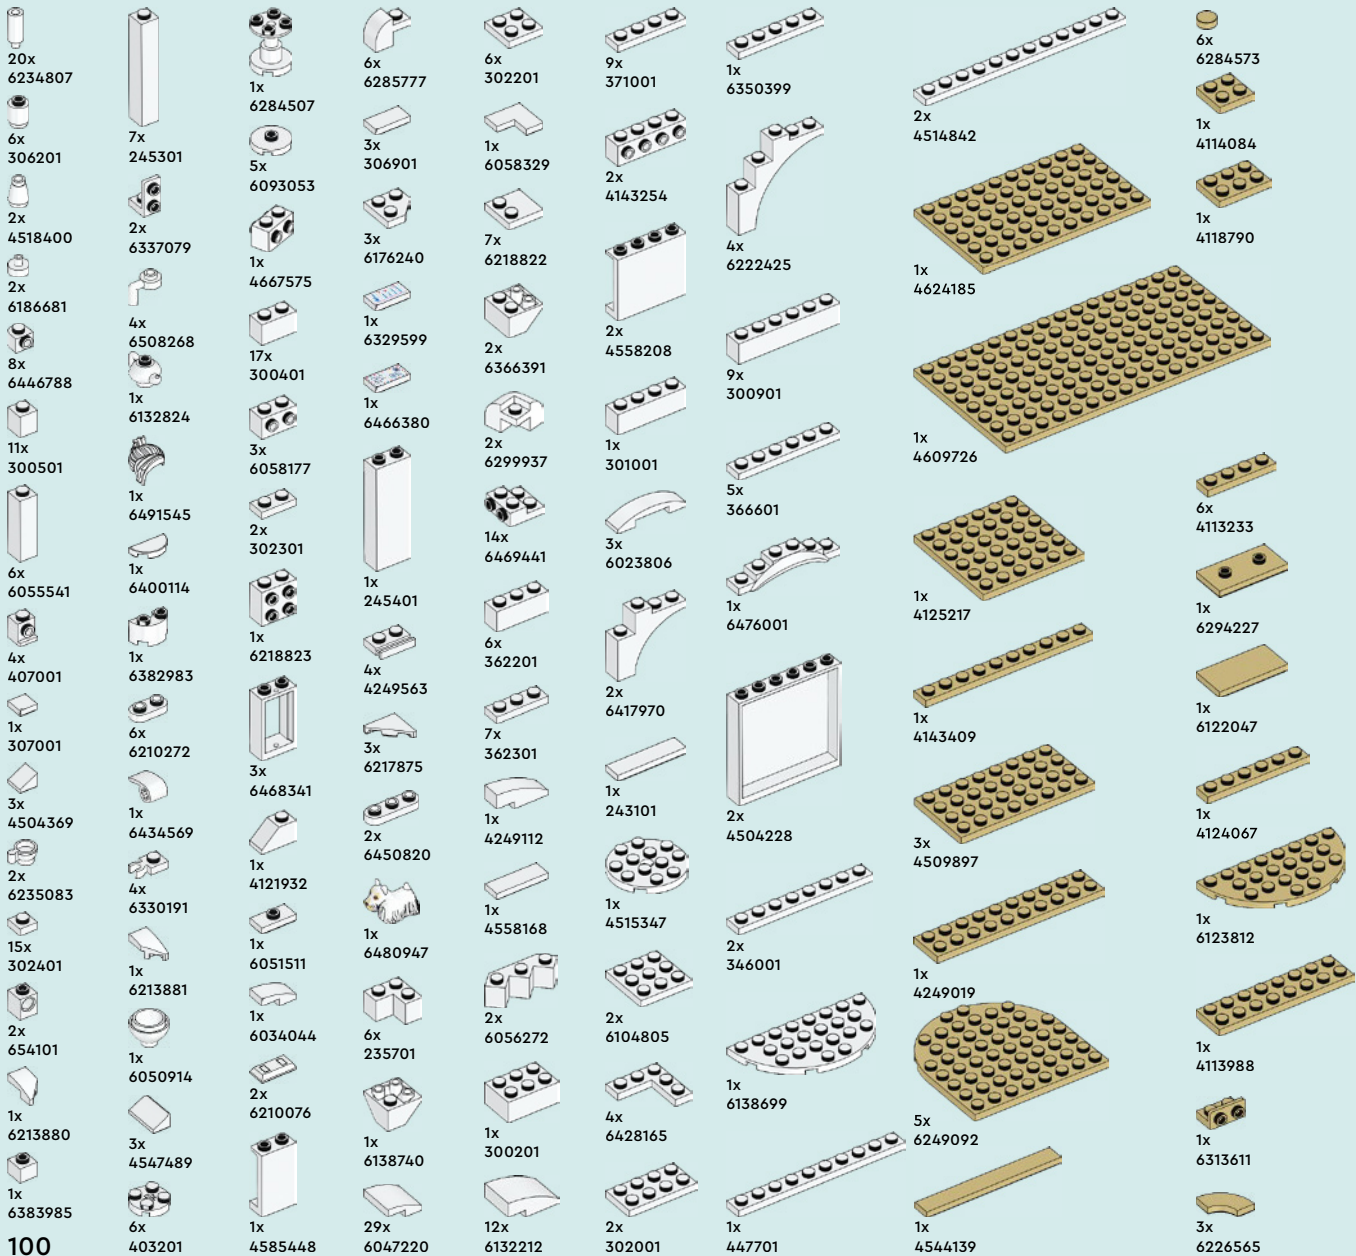 20x
6234807
6x
306201
2x
4518400
2x
6186681
8x
6446788
11x
300501
6x
6055541
4x
407001
1x
307001
3x
4504369
2x
6235083
15x
302401
2x
654101
1x
6213880
1x
6383985
7x
245301
2x
6337079
4x
6508268
1x
6132824
1x
6491545
1x
6400114
1x
6382983
6x
6210272
1x
6434569
4x
6330191
1x
6213881
1x
6050914
3x
4547489
6x
403201
1x
6284507
5x
6093053
1x
4667575
17x
300401
3x
6058177
2x
302301
1x
6218823
3x
6468341
1x
4121932
1x
6051511
1x
6034044
2x
6210076
1x
4585448
6x
6285777
3x
306901
3x
6176240
1x
6329599
1x
6466380
1x
245401
4x
4249563
3x
6217875
2x
6450820
1x
6480947
6x
235701
1x
6138740
29x
6047220
6x
302201
1x
6058329
7x
6218822
2x
6366391
2x
6299937
14x
6469441
6x
362201
7x
362301
1x
4249112
1x
4558168
2x
6056272
1x
300201
12x
6132212
9x
371001
2x
4143254
2x
4558208
1x
301001
3x
6023806
2x
6417970
1x
243101
1x
4515347
2x
6104805
4x
6428165
2x
302001
1x
6350399
4x
6222425
9x
300901
5x
366601
1x
6476001
2x
4504228
2x
346001
1x
6138699
1x
447701
2x
4514842
1x
4624185
1x
4609726
1x
4125217
1x
4143409
3x
4509897
1x
4249019
5x
6249092
1x
4544139
6x
6284573
1x
4114084
1x
4118790
6x
4113233
1x
6294227
1x
6122047
1x
4124067
1x
6123812
1x
4113988
1x
6313611
3x
6226565
100